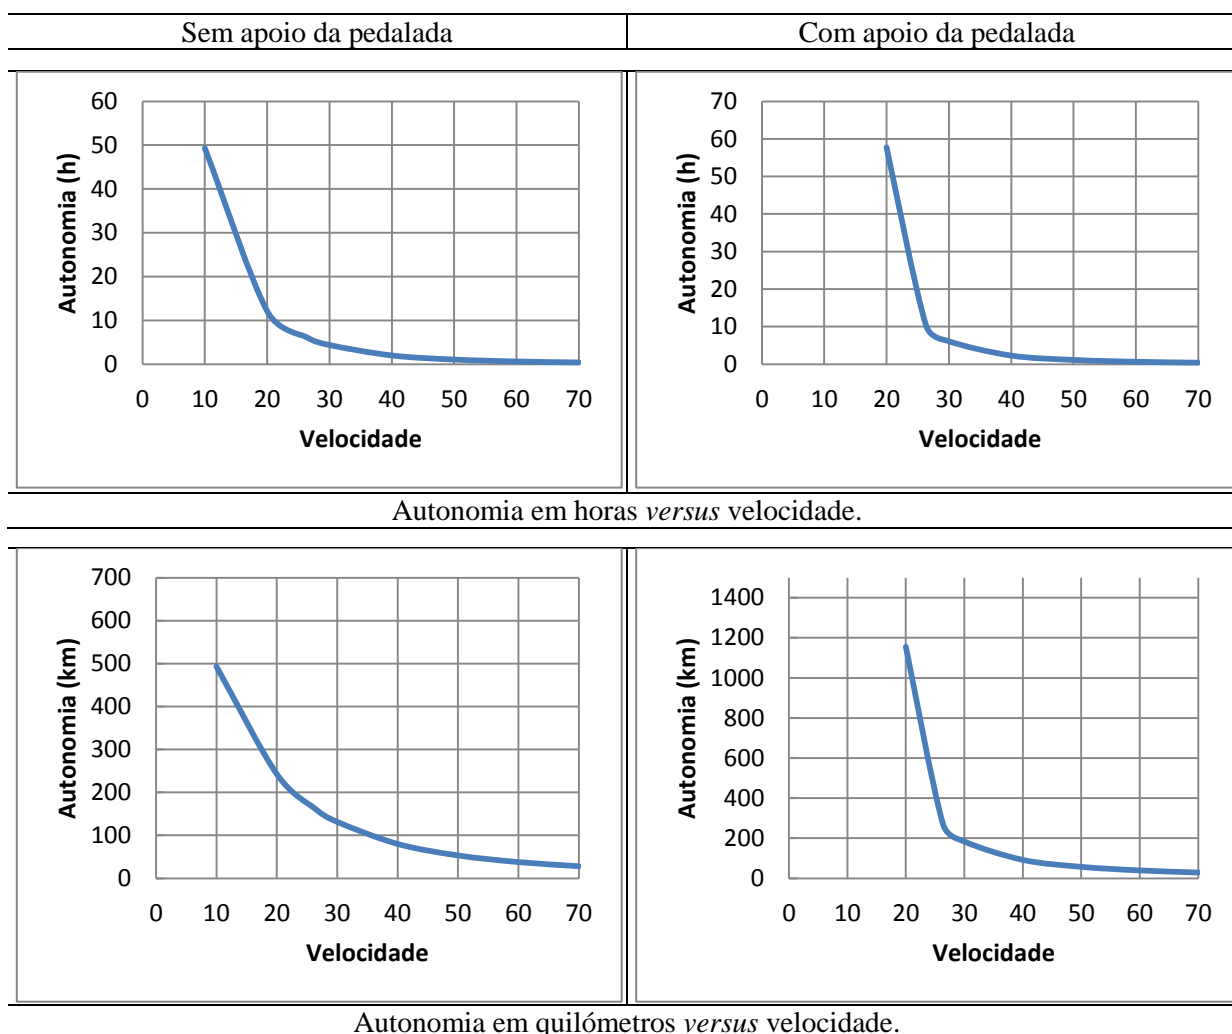 Sem apoio da pedalada
Com apoio da pedalada
60
50
40
30
20
10
0
Autonomia (h)
0 10 20 30 40 50 60 70
Velocidade
70
60
50
40
30
20
10
0
Autonomia (h)
0 10 20 30 40 50 60 70
Velocidade
Autonomia em horas versus velocidade.
700
600
500
400
300
200
100
0
Autonomia (km)
0 10 20 30 40 50 60 70
Velocidade
1400
1200
1000
800
600
400
200
0
Autonomia (km)
0 10 20 30 40 50 60 70
Velocidade
Autonomia em quilómetros versus velocidade.